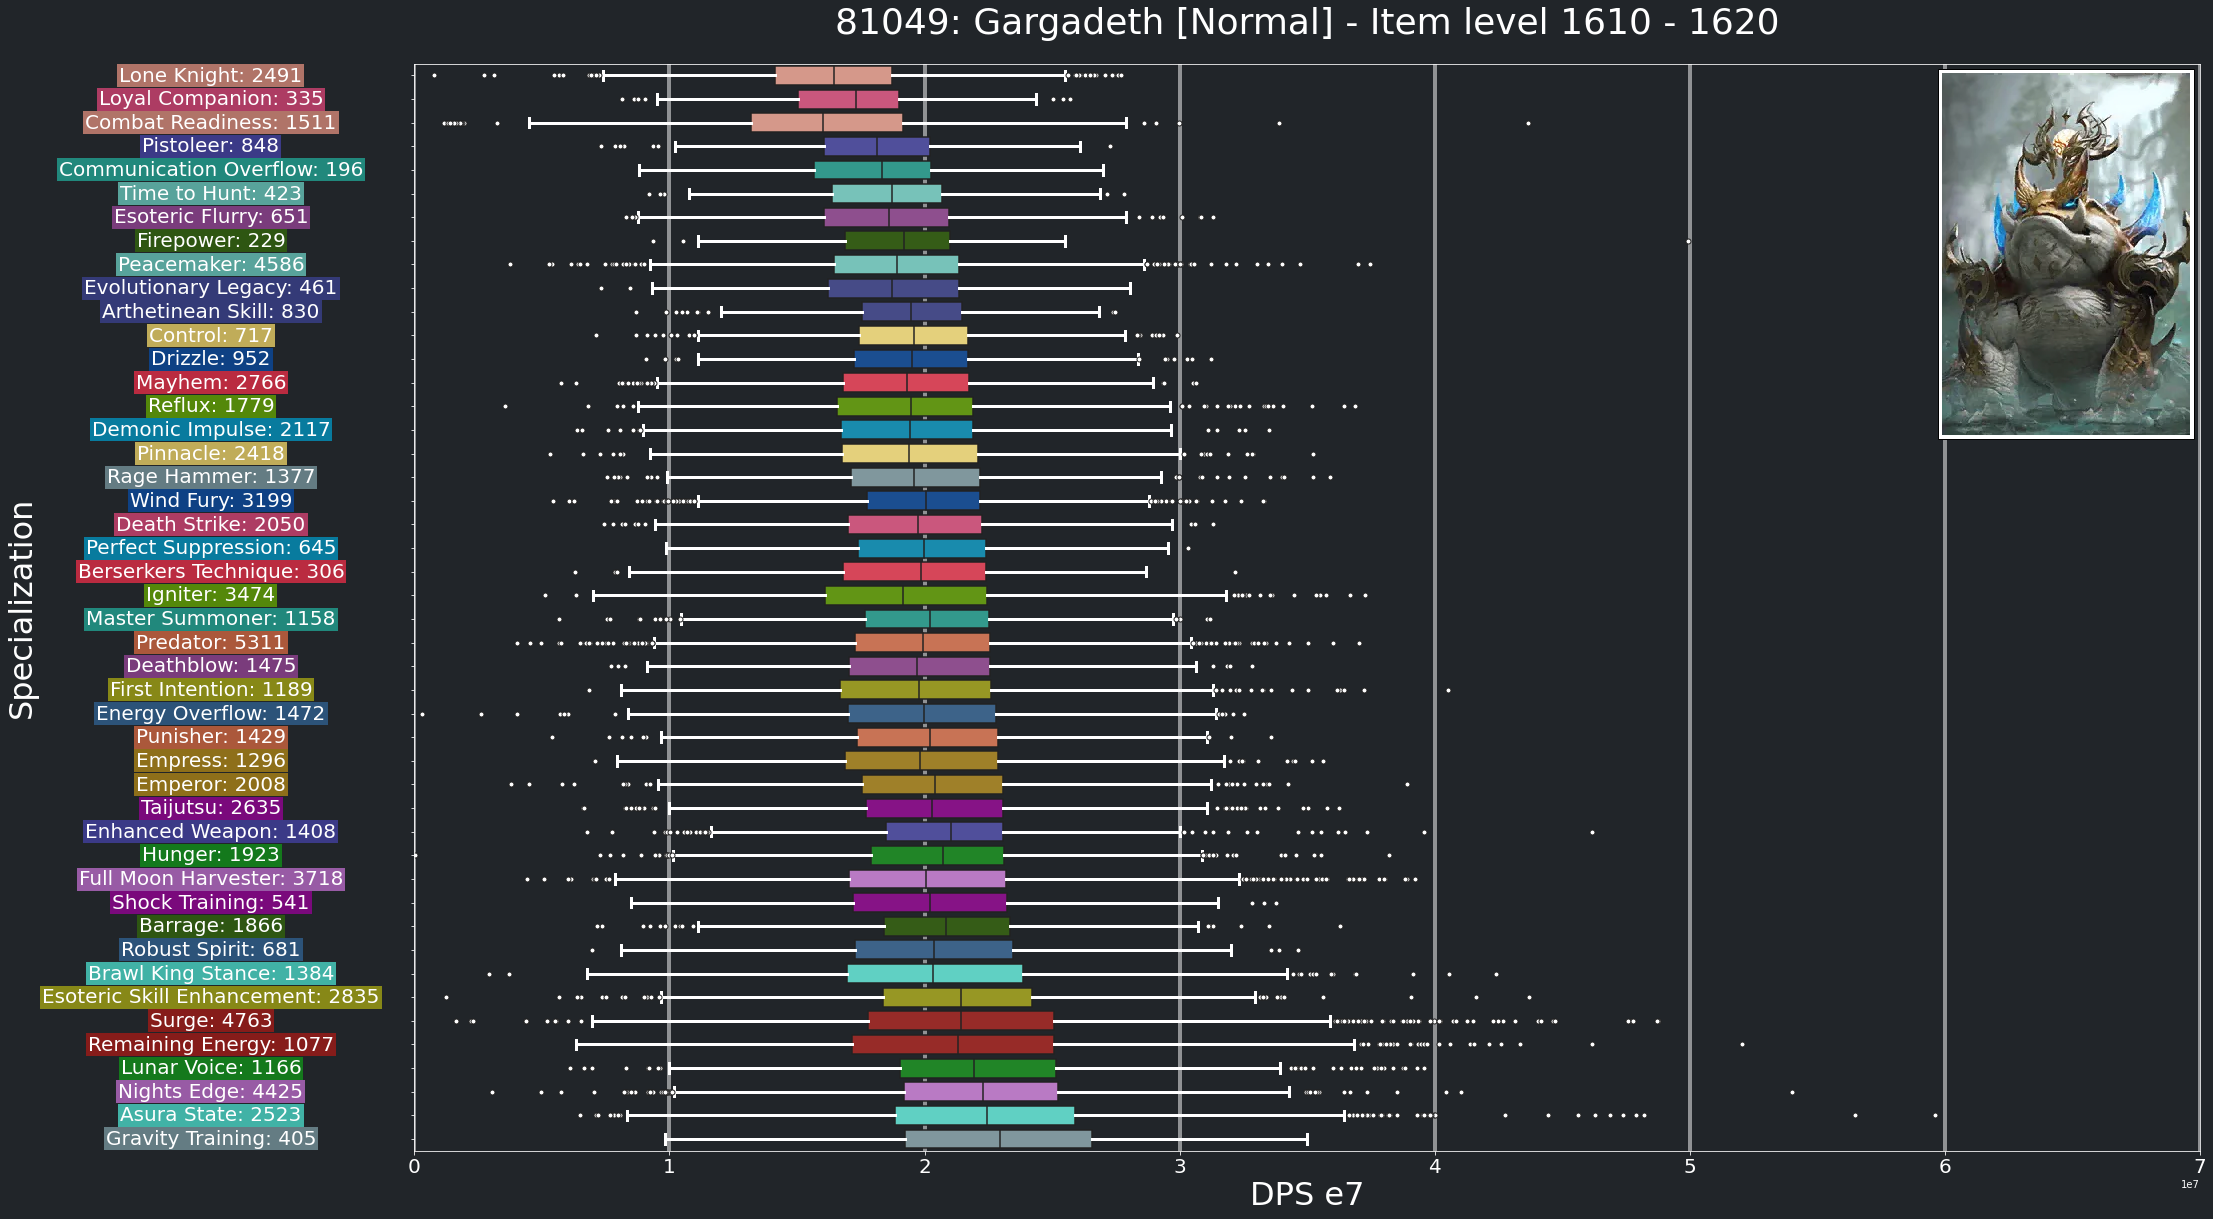 81049: Gargadeth [Normal] - Item level 1610 - 1620
Lone Knight: 2491
Loyal Companion: 335
Combat Readiness: 1511
Pistoleer: 848
Communication Overflow: 196
Time to Hunt: 423
Esoteric Flurry: 651
Firepower: 229
Peacemaker: 4586
Evolutionary Legacy: 461
Arthetinean Skill: 830
Control: 717
Drizzle: 952
Mayhem: 2766
Reflux: 1779
Demonic Impulse: 2117
Pinnacle: 2418
Rage Hammer: 1377
Wind Fury: 3199
Death Strike: 2050
Perfect Suppression: 645
Berserkers Technique: 306
Igniter: 3474
Master Summoner: 1158
Predator: 5311
Deathblow: 1475
First Intention: 1189
Energy Overflow: 1472
Punisher: 1429
Empress: 1296
Emperor: 2008
Taijutsu: 2635
Enhanced Weapon: 1408
Hunger: 1923
Full Moon Harvester: 3718
Shock Training: 541
Barrage: 1866
Robust Spirit: 681
Brawl King Stance: 1384
Esoteric Skill Enhancement: 2835
Surge: 4763
Remaining Energy: 1077
Lunar Voice: 1166
Nights Edge: 4425
Asura State: 2523
Gravity Training: 405
Specialization
0 1 2 3 4 5 6 7
1e7
DPS e7